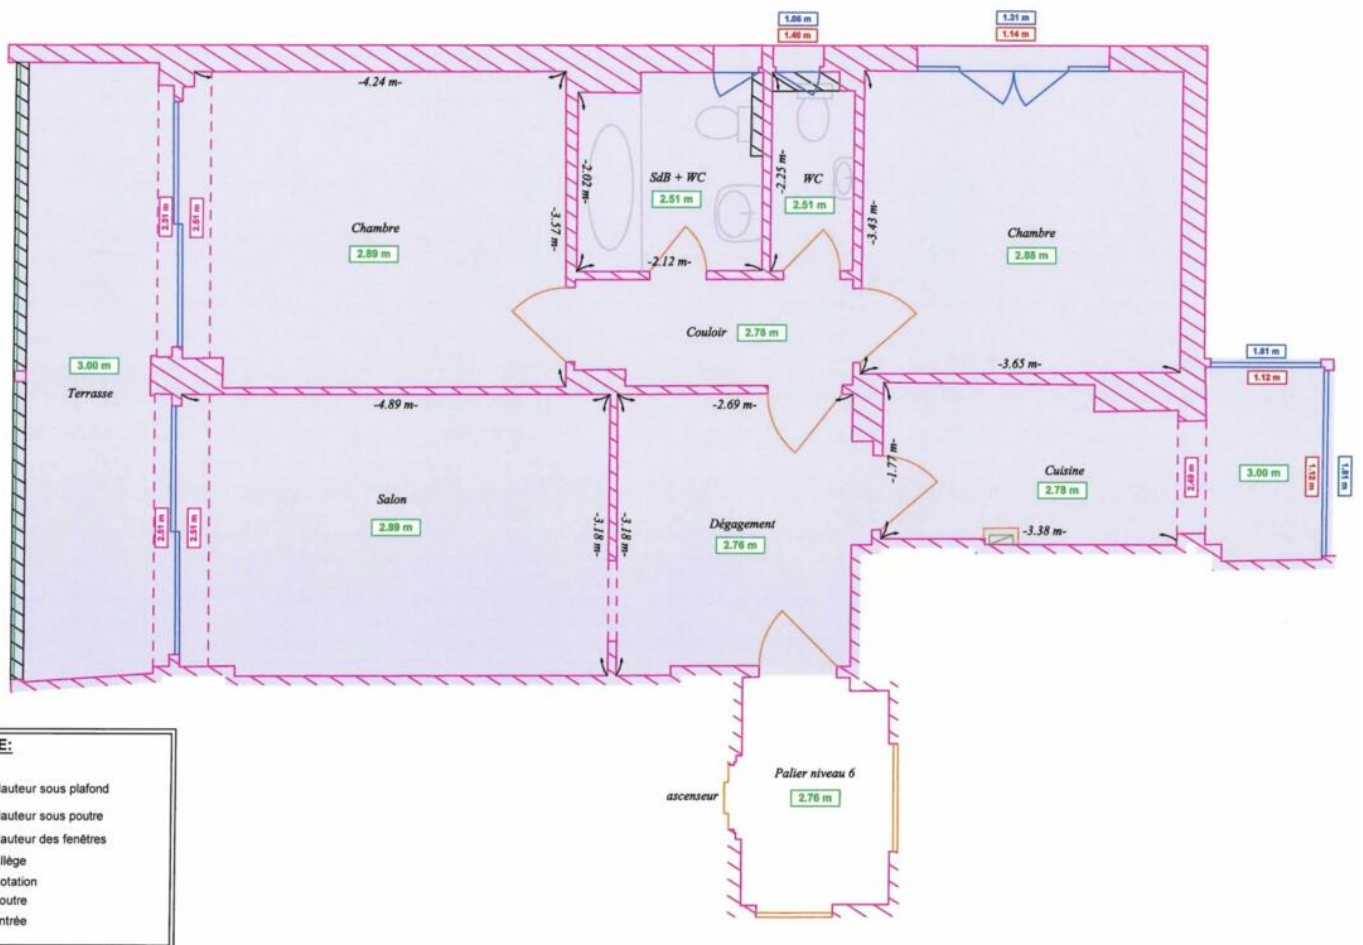 1.06 m
1.40 m
1.31 m
1.14 m
-4.24 m-
-2.02 m-
SdB + WC
2.51 m
-2.25 m-
WC
2.51 m
2.51 m
2.51 m
Chambre
2.89 m
-3.57 m-
-3.43 m-
Chambre
2.88 m
-2.12 m-
Couloir
2.78 m
3.00 m
Terrasse
-3.65 m-
1.81 m
1.12 m
-4.89 m-
-2.69 m-
-1.77 m-
Cuisine
2.78 m
2.49 m
3.00 m
1.12 m
1.81 m
2.51 m
2.51 m
Salon
2.89 m
-3.18 m-
-3.18 m-
Dégagement
2.76 m
-3.38 m-
E:
auteur sous plafond
auteur sous poutre
auteur des fenêtres
llège
otation
outre
ntrée
Palier niveau 6
ascenseur
2.76 m